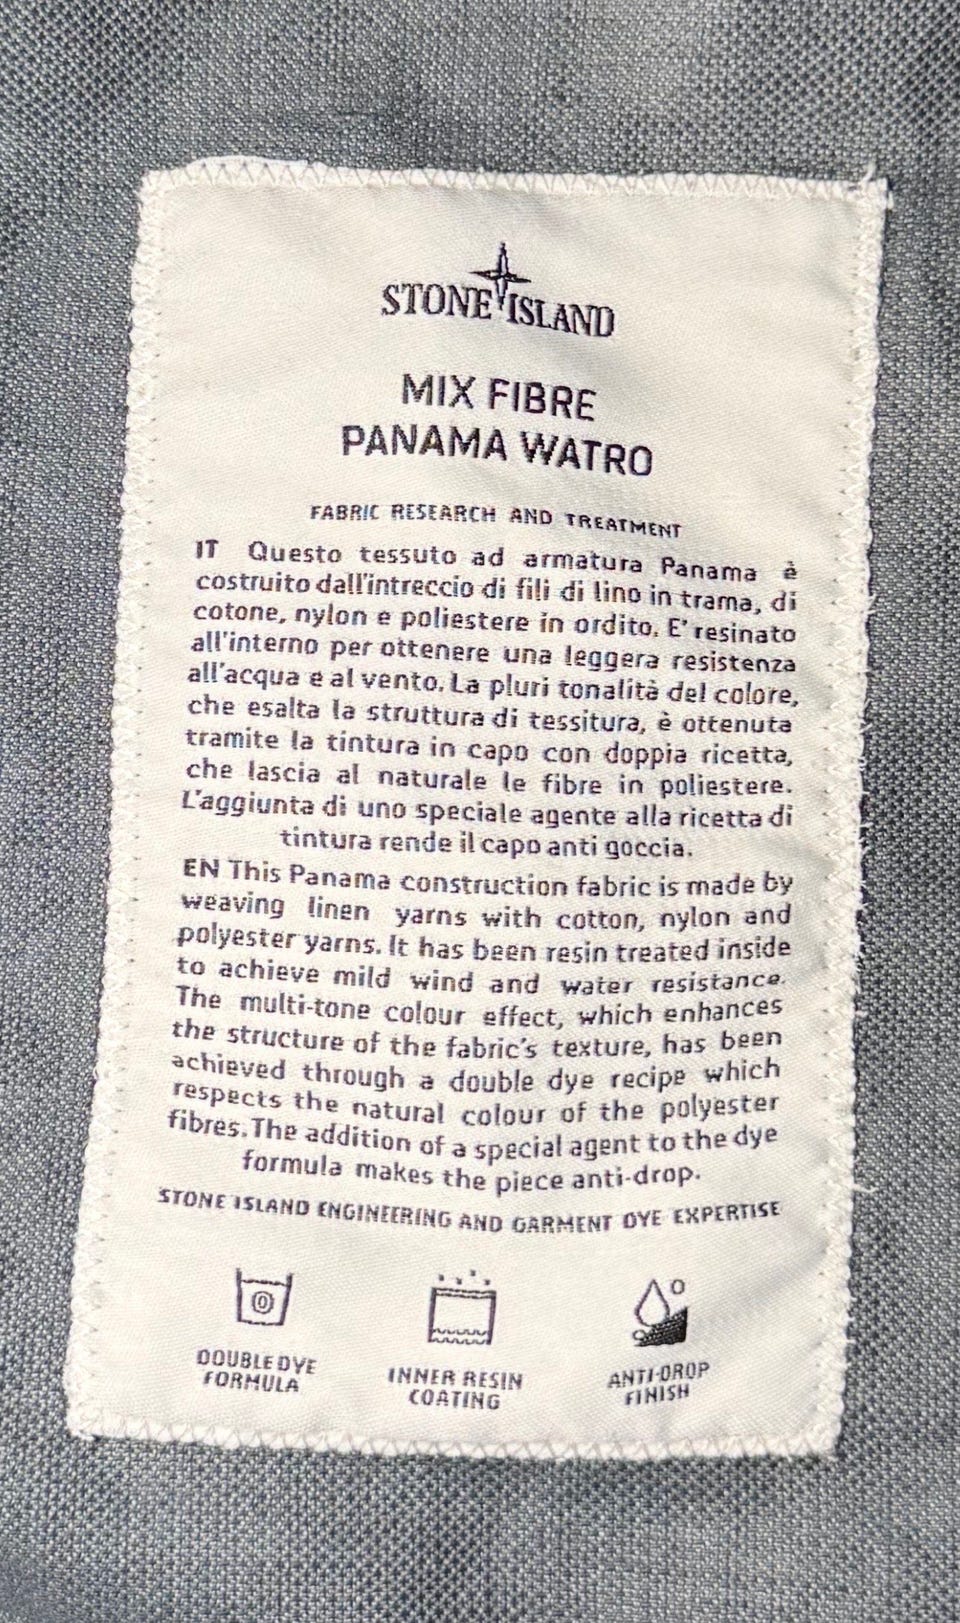 STONE ISLAND
MIX FIBRE
PANAMA WATRO
FABRIC RESEARCH AND TREATMENT
IT Questo tessuto ad armatura Panama è
costruito dall'intreccio di fili di lino in trama, di
cotone, nylon e poliestere in ordito. E' resinato
all'interno per ottenere una leggera resistenza
all'acqua e al vento. La pluri tonalità del colore,
che esalta la struttura di tessitura, è ottenuta
tramite la tintura in capo con doppia ricetta,
che lascia al naturale le fibre in poliestere.
L'aggiunta di uno speciale agente alla ricetta di
tintura rende il capo anti goccia.
EN This Panama construction fabric is made by
weaving linen yarns with cotton, nylon and
polyester yarns. It has been resin treated inside
to achieve mild wind and water resistance.
The multi-tone colour effect, which enhances
the structure of the fabric's texture, has been
achieved through a double dye recipe which
respects the natural colour of the polyester
fibres. The addition of a special agent to the dye
formula makes the piece anti-drop.
STONE ISLAND ENGINEERING AND GARMENT DYE EXPERTISE
DOUBLE DYE
FORMULA
INNER RESIN
COATING
ANTI-DROP
FINISH